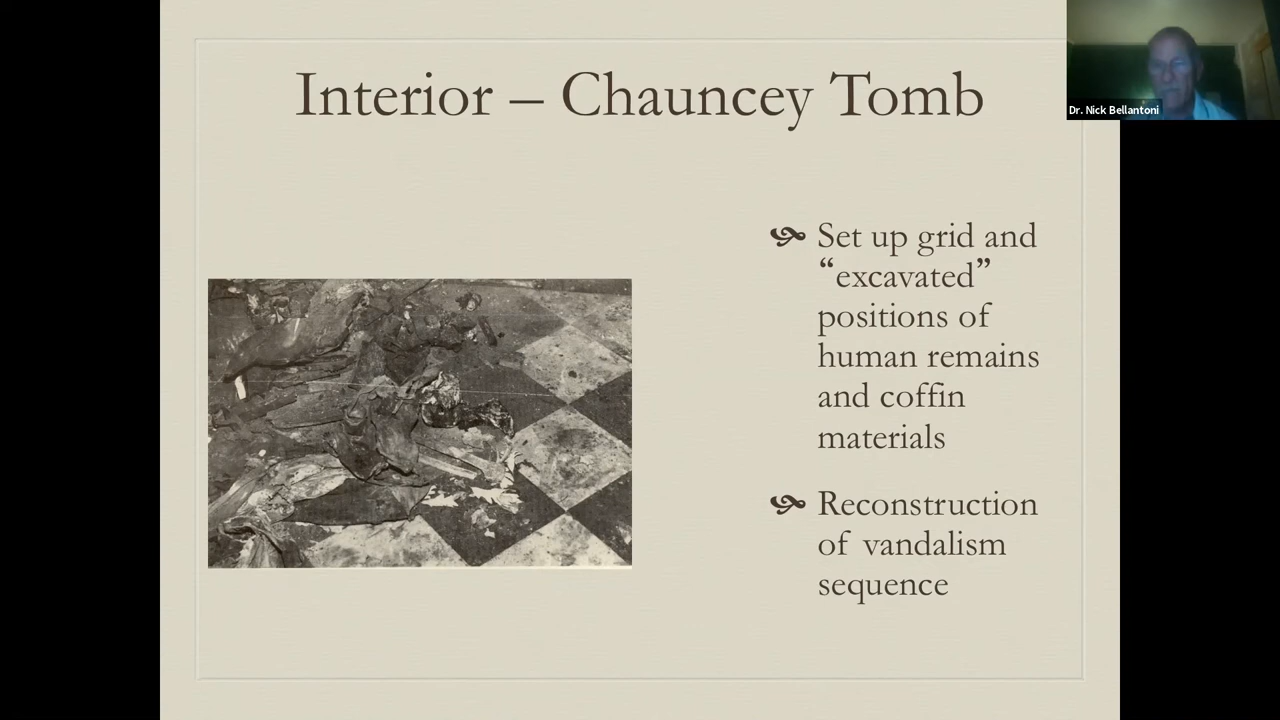 Interior – Chauncey Tomb
Dr. Nick Bellantoni
Set up grid and
“excavated”
positions of
human remains
and coffin
materials
Reconstruction
of vandalism
sequence